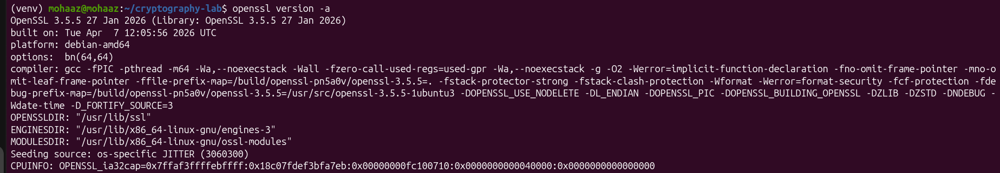 (venv) mohaaz@mohaaz:~/cryptography-lab$ openssl version -a
OpenSSL 3.5.5 27 Jan 2026 (Library: OpenSSL 3.5.5 27 Jan 2026)
built on: Tue Apr  7 12:05:56 2026 UTC
platform: debian-amd64
options:  bn(64,64)
compiler: gcc -fPIC -pthread -m64 -Wa,--noexecstack -Wall -fzero-call-used-regs=used-gpr -Wa,--noexecstack -g -O2 -Werror=implicit-function-declaration -fno-omit-frame-pointer -mno-o
mit-leaf-frame-pointer -ffile-prefix-map=/build/openssl-pn5a0v/openssl-3.5.5=. -fstack-protector-strong -fstack-clash-protection -Wformat -Werror=format-security -fcf-protection -fde
bug-prefix-map=/build/openssl-pn5a0v/openssl-3.5.5=/usr/src/openssl-3.5.5-1ubuntu3 -DOPENSSL_USE_NODELETE -DL_ENDIAN -DOPENSSL_PIC -DOPENSSL_BUILDING_OPENSSL -DZLIB -DZSTD -DNDEBUG -
Wdate-time -D_FORTIFY_SOURCE=3
OPENSSLDIR: "/usr/lib/ssl"
ENGINESDIR: "/usr/lib/x86_64-linux-gnu/engines-3"
MODULESDIR: "/usr/lib/x86_64-linux-gnu/ossl-modules"
Seeding source: os-specific JITTER (3060300)
CPUINFO: OPENSSL_ia32cap=0x7ffaf3ffffebffff:0x18c07fdef3bfa7eb:0x00000000fc100710:0x0000000000040000:0x0000000000000000